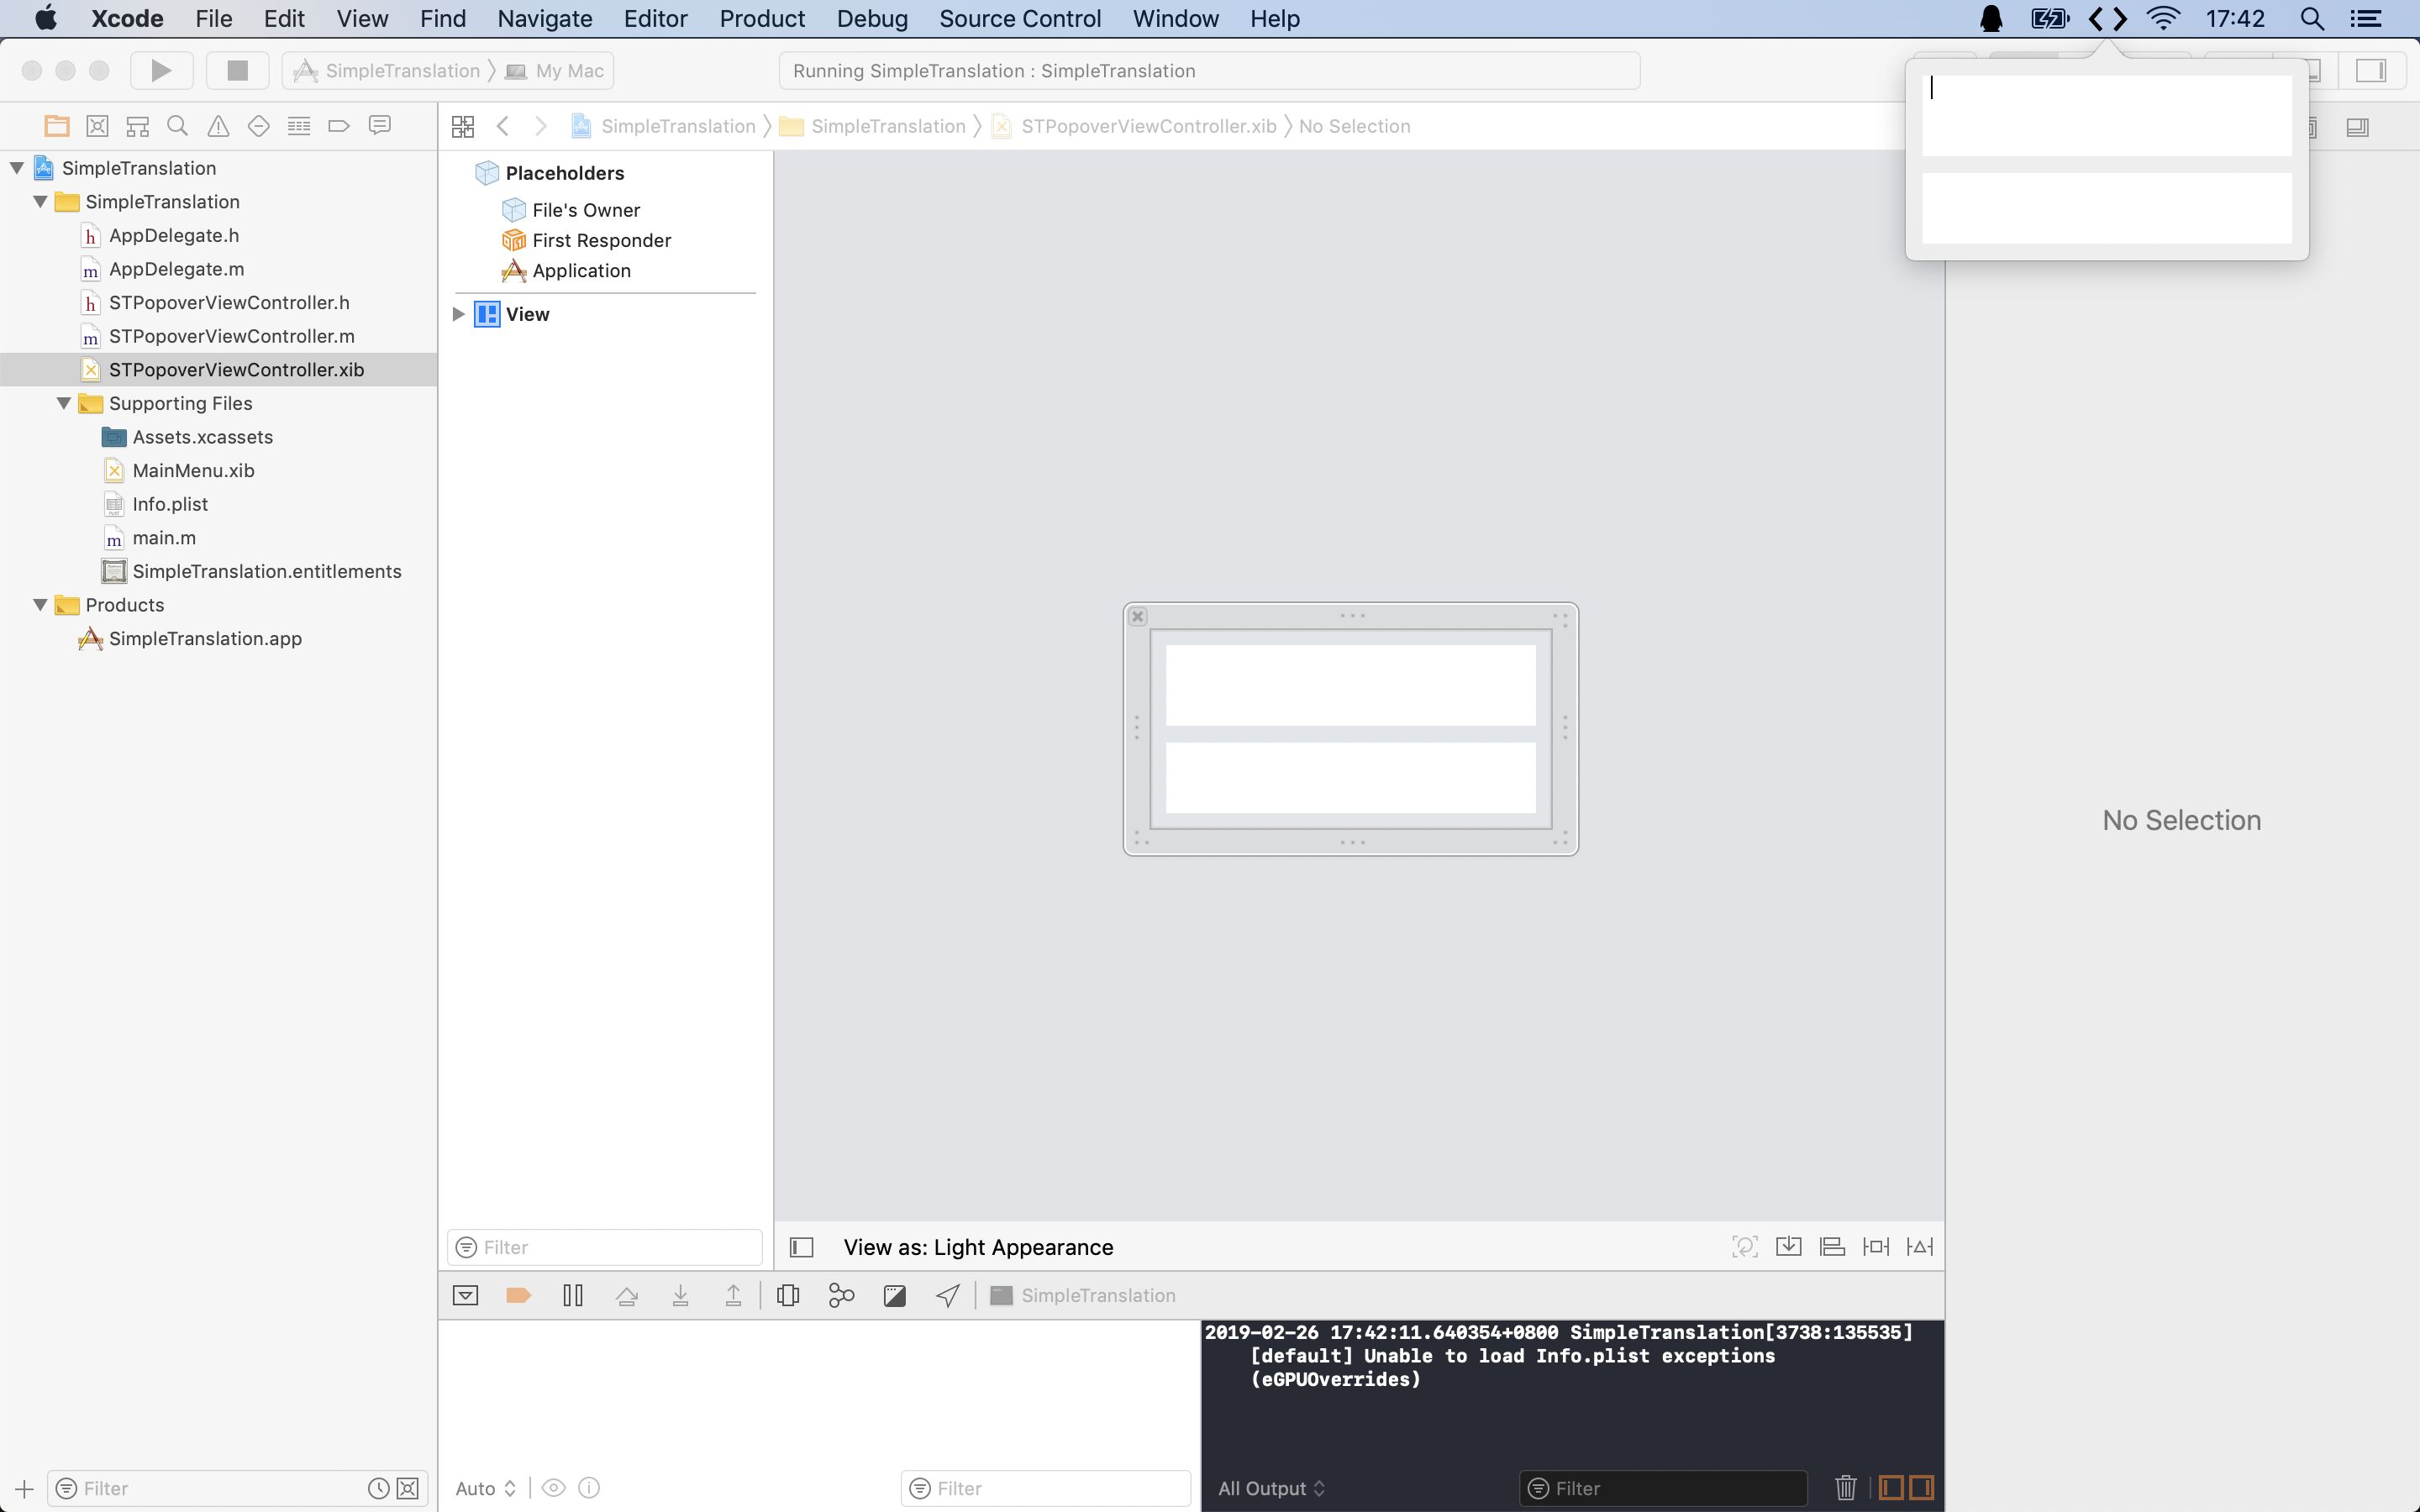 Xcode File Edit View Find Navigate Editor Product Debug Source Control Window Help 17:42
SimpleTranslation My Mac
Running SimpleTranslation : SimpleTranslation
SimpleTranslation SimpleTranslation STPopoverViewController.xib No Selection
SimpleTranslation
SimpleTranslation
AppDelegate.h
AppDelegate.m
STPopoverViewController.h
STPopoverViewController.m
STPopoverViewController.xib
Supporting Files
Assets.xcassets
MainMenu.xib
Info.plist
main.m
SimpleTranslation.entitlements
Products
SimpleTranslation.app
Placeholders
File's Owner
First Responder
Application
View
No Selection
Filter
View as: Light Appearance
SimpleTranslation
2019-02-26 17:42:11.640354+0800 SimpleTranslation[3738:135535]
[default] Unable to load Info.plist exceptions
(eGPUOverrides)
Filter
Auto
Filter
All Output
Filter